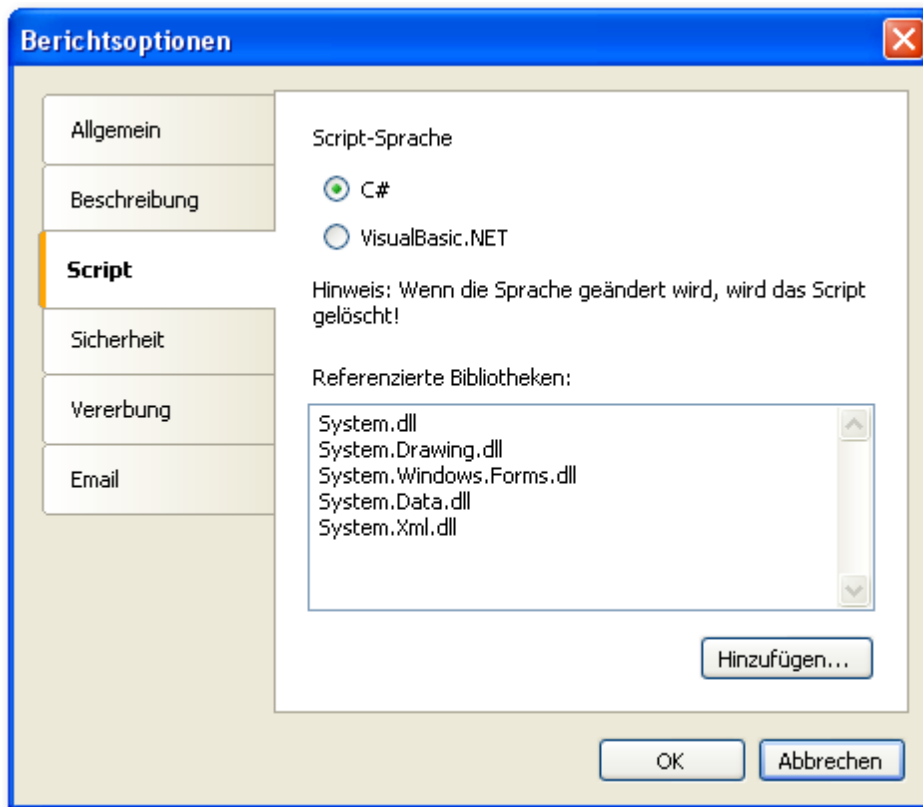 Berichtsoptionen
Allgemein
Beschreibung
Script
Sicherheit
Vererbung
Email
Script-Sprache
C#
VisualBasic.NET
Hinweis: Wenn die Sprache geändert wird, wird das Script
gelöscht!
Referenzierte Bibliotheken:
System.dll
System.Drawing.dll
System.Windows.Forms.dll
System.Data.dll
System.Xml.dll
Hinzufügen...
OK
Abbrechen